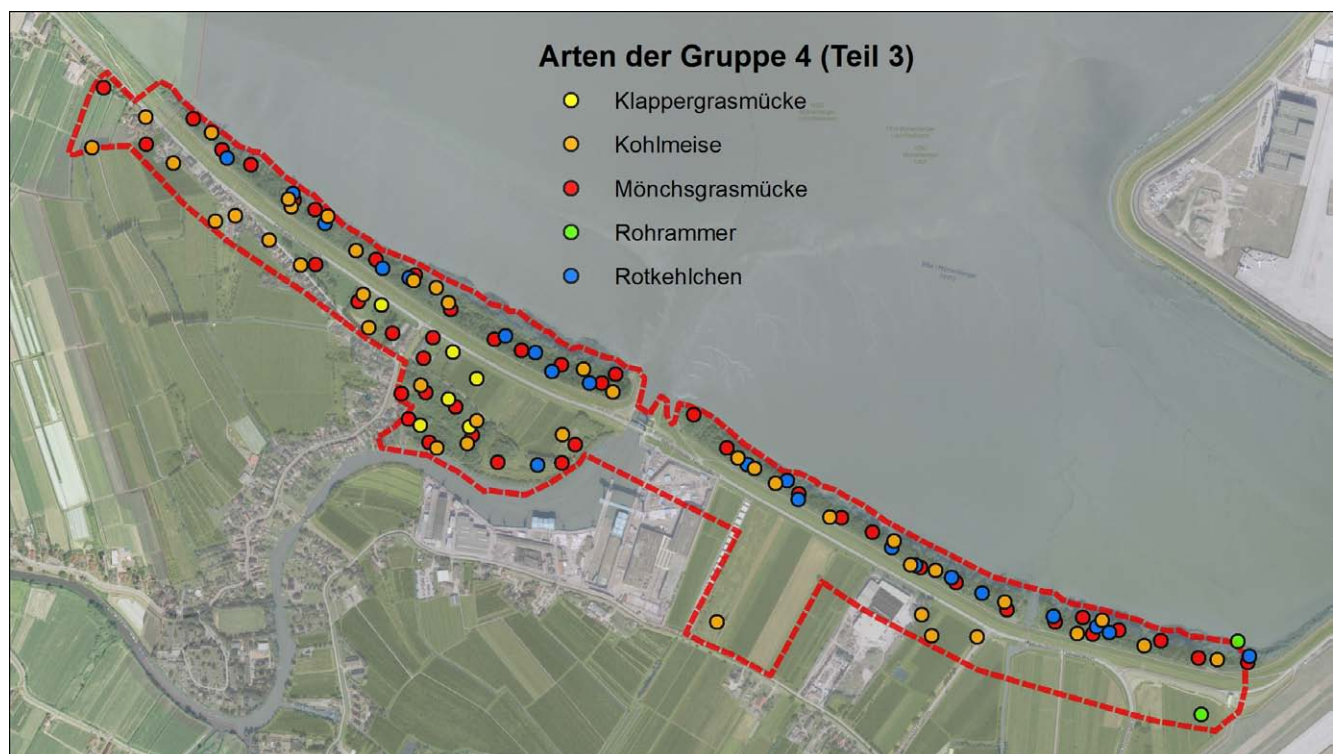 Arten der Gruppe 4 (Teil 3)
Klappergrasmücke
Kohlmeise
Mönchsgrasmücke
Rohrammer
Rotkehlchen